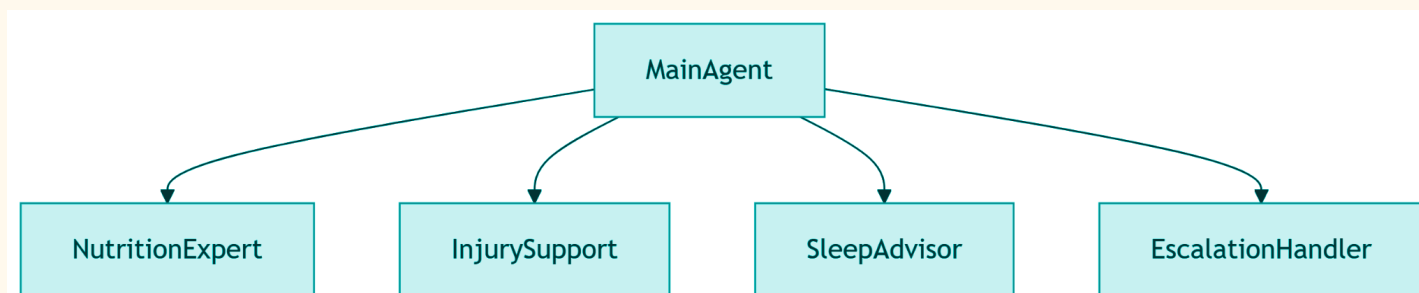 MainAgent
NutritionExpert
InjurySupport
SleepAdvisor
EscalationHandler